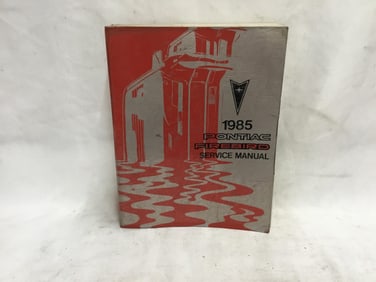 1985
PONTIAC
FIREBIRD
SERVICE MANUAL